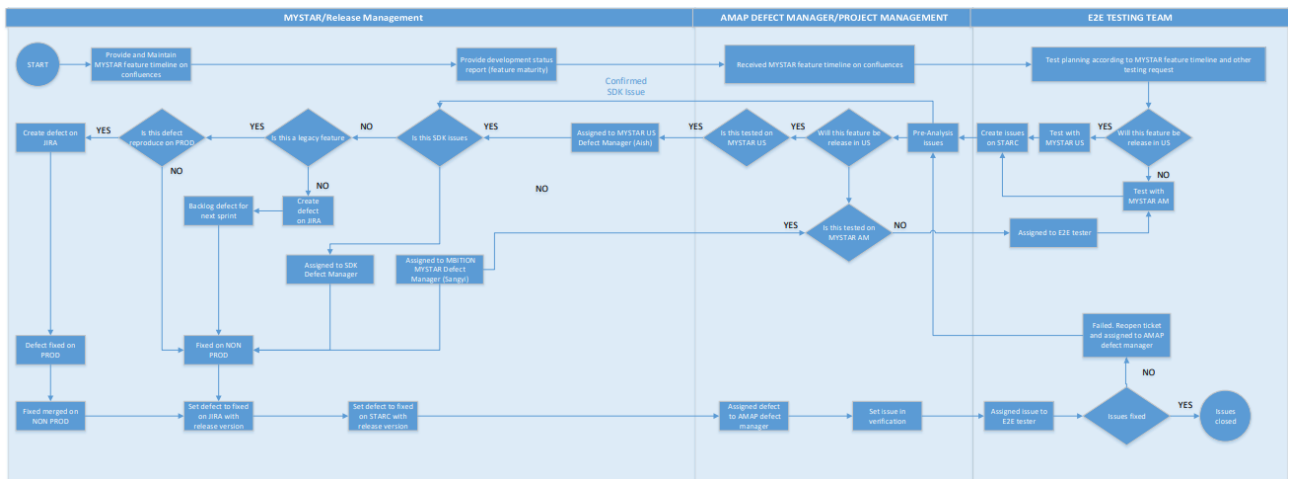 MYSTAR/Release Management
AMAP DEFECT MANAGER/PROJECT MANAGEMENT
E2E TESTING TEAM
START
Provide and Maintain
MYSTAR feature timeline on
confluences
Provide development status
report (feature maturity)
Received MYSTAR feature timeline on confluences
Test planning according to MYSTAR feature timeline and other
testing request
Confirmed
SDK Issue
Create defect on
JIRA
YES
Is this defect
reproduce on PROD
YES
Is this a legacy feature
NO
Is this SDK issues
YES
Assigned to MYSTAR US
Defect Manager (Aish)
YES
Is this tested on
MYSTAR US
YES
Will this feature be
release in US
Pre-Analysis
issues
Create issues
on STARC
Test with
MYSTAR US
YES
Will this feature be
release in US
NO
NO
NO
NO
Test with
MYSTAR AM
Backlog defect for
next sprint
Create
defect
on JIRA
YES
Is this tested on
MYSTAR AM
NO
Assigned to E2E tester
Assigned to SDK
Defect Manager
Assigned to MBITION
MYSTAR Defect
Manager (Sangyi)
Defect fixed on
PROD
Fixed on NON
PROD
Failed. Reopen ticket
and assigned to AMAP
defect manager
NO
Fixed merged on
NON PROD
Set defect to fixed
on JIRA with
release version
Set defect to fixed
on STARC with
release version
Assigned defect
to AMAP defect
manager
Set issue in
verification
Assigned issue to
E2E tester
Issues fixed
YES
Issues
closed